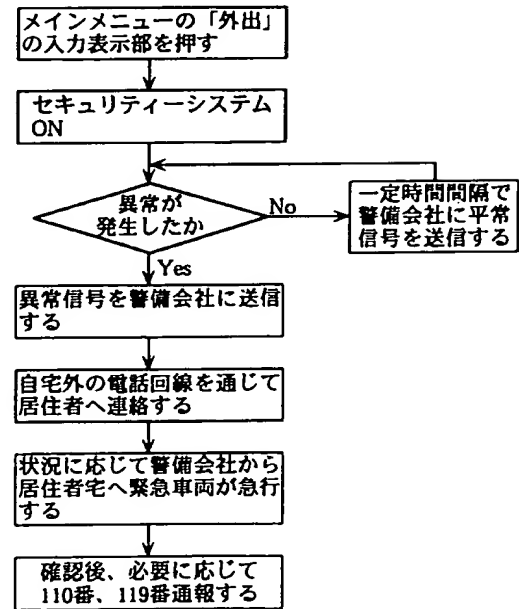 メインメニューの「外出」
の入力表示部を押す
セキュリティーシステム
ON
異常が
発生したか
No
一定時間間隔で
警備会社に平常
信号を送信する
Yes
異常信号を警備会社に送信
する
自宅外の電話回線を通じて
居住者へ連絡する
状況に応じて警備会社から
居住者宅へ緊急車両が急行
する
確認後、必要に応じて
110番、119番通報する